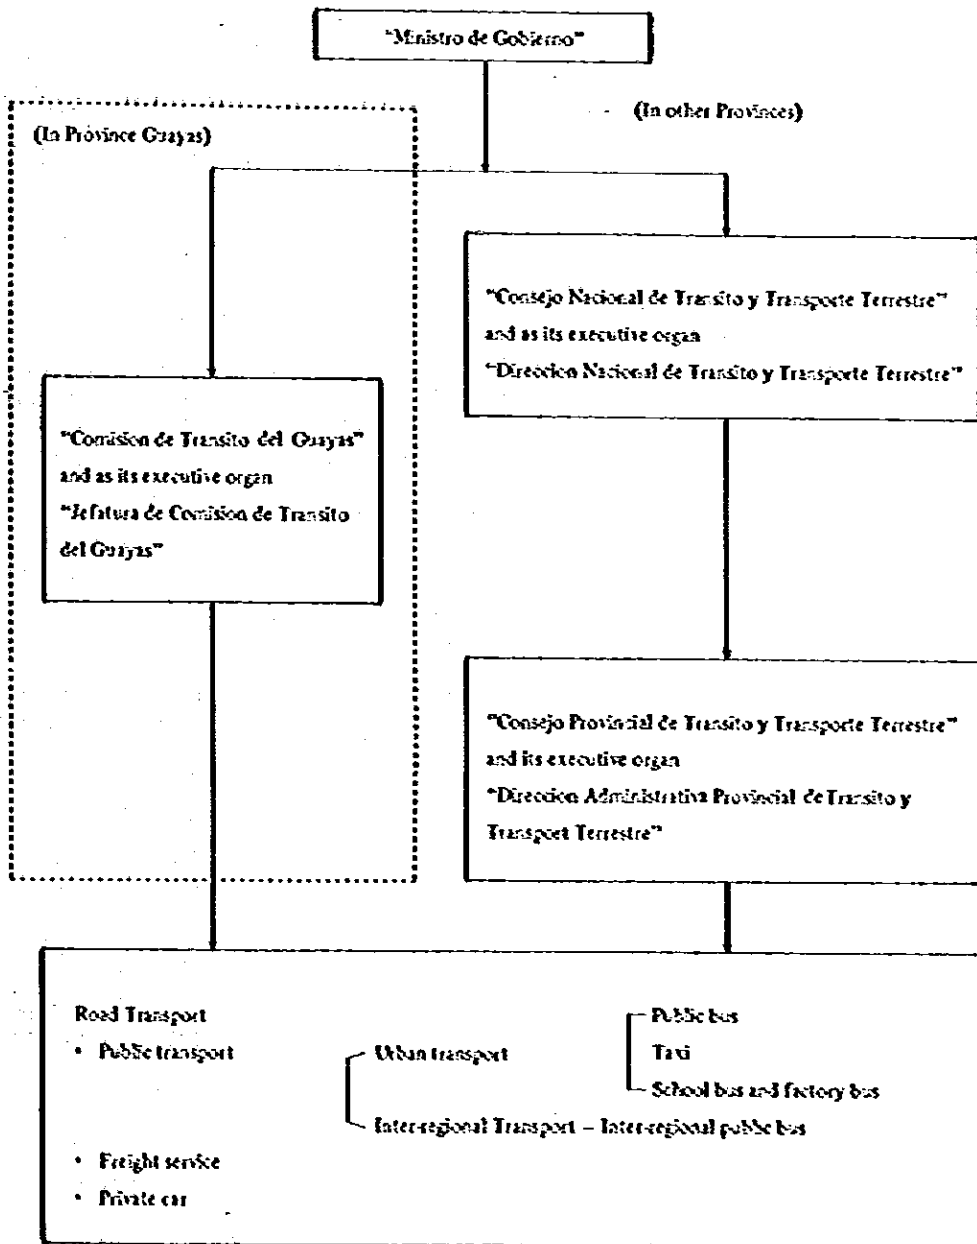 "Ministro de Gobierno"
(In Province Guayas)
(In other Provinces)
"Consejo Nacional de Transito y Transporte Terrestre"
and as its executive organ
"Direccion Nacional de Transito y Transporte Terrestre"
"Comision de Transito del Guayas"
and as its executive organ
"Jefatura de Comision de Transito
del Guayas"
"Consejo Provincial de Transito y Transporte Terrestre"
and its executive organ
"Direccion Administrativa Provincial de Transito y
Transport Terrestre"
Road Transport
• Public transport
Urban transport
Public bus
Taxi
School bus and factory bus
Inter-regional Transport – Inter-regional public bus
• Freight service
• Private car